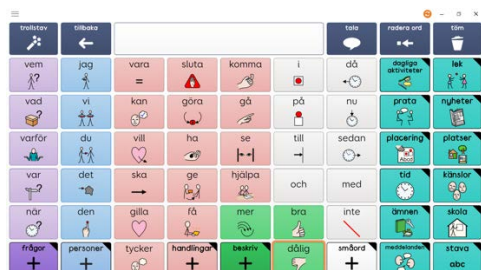 trollstav tillbaka tala radera ord töm
vem jag vara sluta komma i då dagliga aktiviteter lek
vad vi kan göra gå på nu prata nyheter
varför du vill ha se till sedan placering platser
Abod
var det ska ge hjälpa och med tid känslor
när den gilla få mer bra inte ämnen skola
frågor personer tycker handlingar beskriv dålig småord meddelanden stava
abc